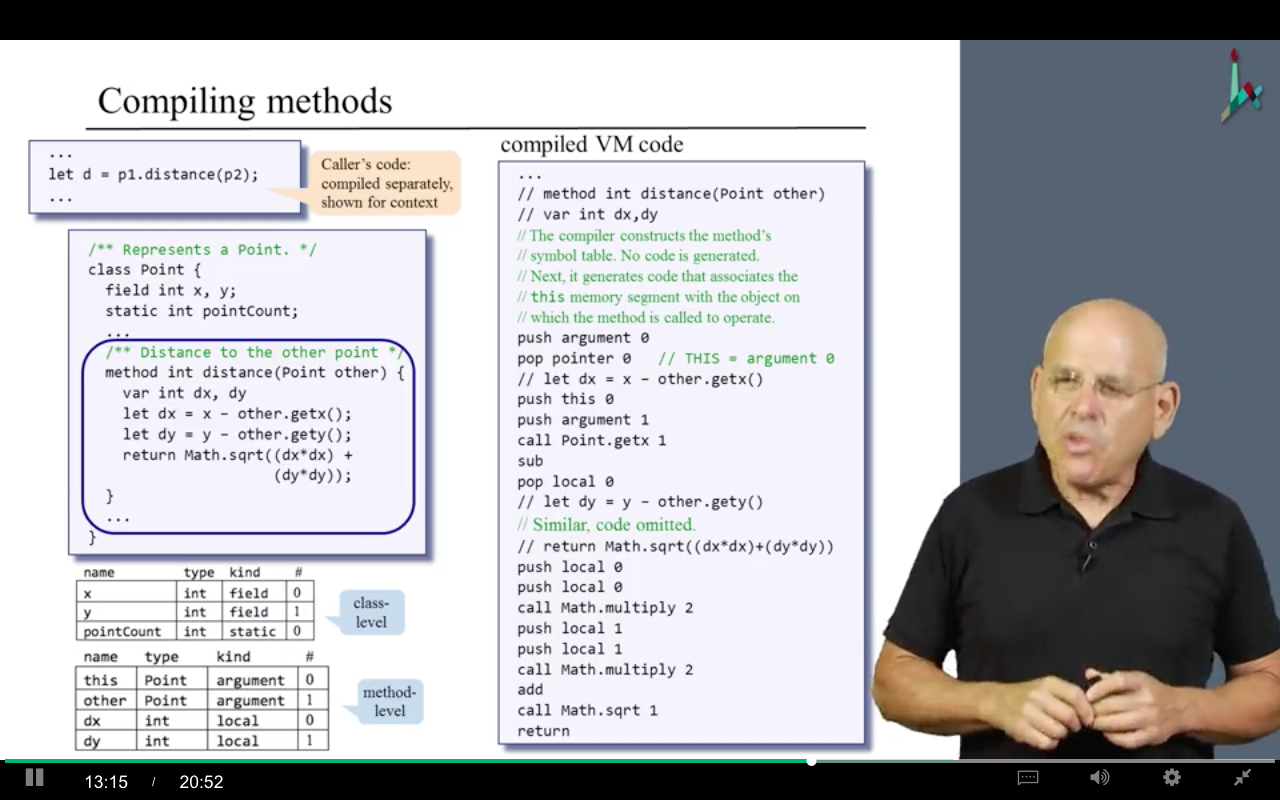 Compiling methods
...
let d = p1.distance(p2);
...
Caller's code:
compiled separately,
shown for context
/** Represents a Point. */
class Point {
field int x, y;
static int pointCount;
...
/** Distance to the other point */
method int distance(Point other) {
var int dx, dy
let dx = x - other.getx();
let dy = y - other.gety();
return Math.sqrt((dx*dx) +
(dy*dy));
}
...
}
name type kind #
x int field 0
y int field 1
pointCount int static 0
class-
level
name type kind #
this Point argument 0
other Point argument 1
dx int local 0
dy int local 1
method-
level
compiled VM code
...
// method int distance(Point other)
// var int dx,dy
// The compiler constructs the method's
// symbol table. No code is generated.
// Next, it generates code that associates the
// this memory segment with the object on
// which the method is called to operate.
push argument 0
pop pointer 0 // THIS = argument 0
// let dx = x - other.getx()
push this 0
push argument 1
call Point.getx 1
sub
pop local 0
// let dy = y - other.gety()
// Similar, code omitted.
// return Math.sqrt((dx*dx)+(dy*dy))
push local 0
push local 0
call Math.multiply 2
push local 1
push local 1
call Math.multiply 2
add
call Math.sqrt 1
return
13:15 / 20:52